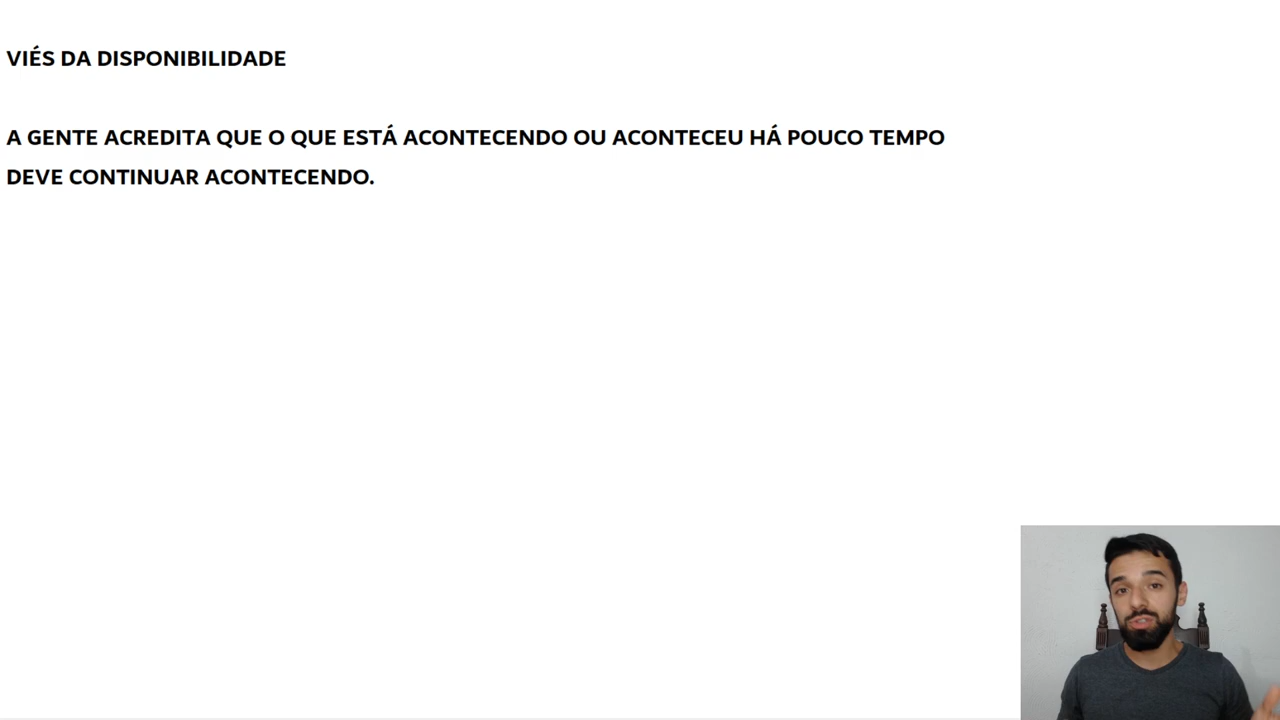 VIÉS DA DISPONIBILIDADE
A GENTE ACREDITA QUE O QUE ESTÁ ACONTECENDO OU ACONTECEU HÁ POUCO TEMPO
DEVE CONTINUAR ACONTECENDO.